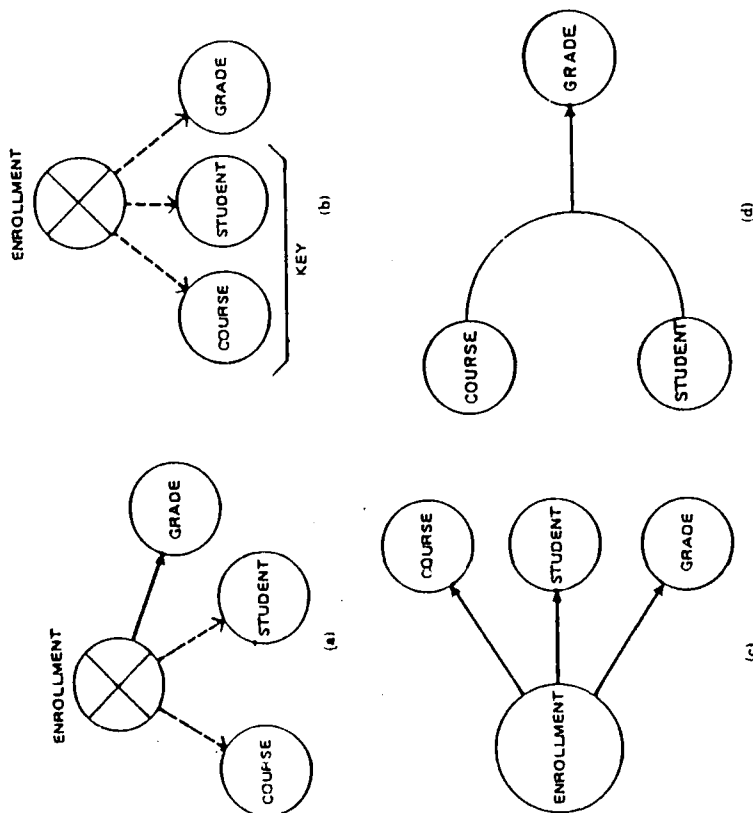 ENROLLMENT
GRADE
COURSE
STUDENT
(a)
ENROLLMENT
COURSE
STUDENT
GRADE
KEY
(b)
ENROLLMENT
COURSE
STUDENT
GRADE
(c)
COURSE
STUDENT
GRADE
(d)